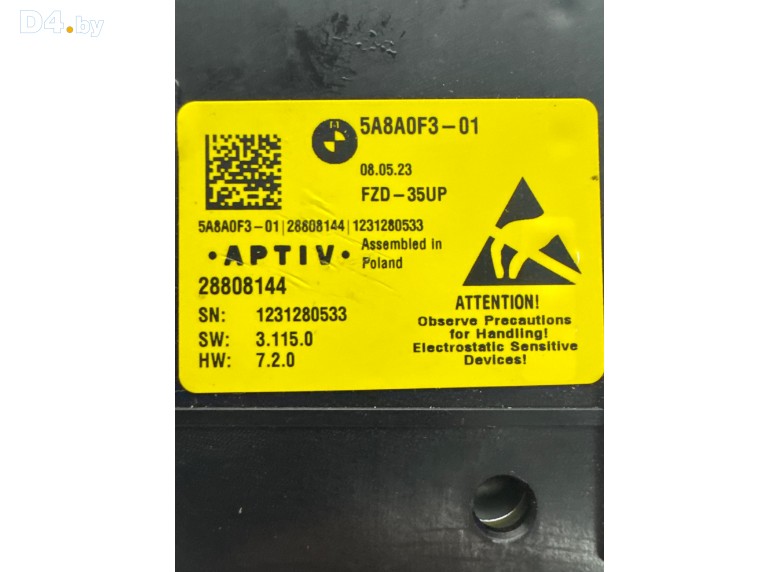 D4.by
5A8A0F3-01
08.05.23
FZD-35UP
5A8A0F3-01|28808144|1231280533
•APTIV• Assembled in
Poland
28808144
SN: 1231280533
SW: 3.115.0
HW: 7.2.0
ATTENTION!
Observe Precautions
for Handling!
Electrostatic Sensitive
Devices!